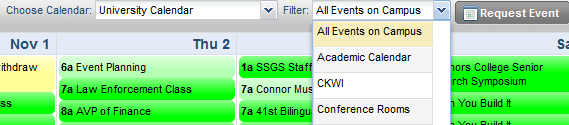 Choose Calendar: University Calendar Filter: All Events on Campus Request Event
Nov 1 Thu 2 Sa
All Events on Campus
Academic Calendar
CKWI
Conference Rooms
withdraw
ss
6a Event Planning
7a Law Enforcement Class
8a AVP of Finance
1a SSGS Staff
7a Connor Mus
7a 41st Bilingu
nors College Senior
rch Symposium
n You Build It
You Build It